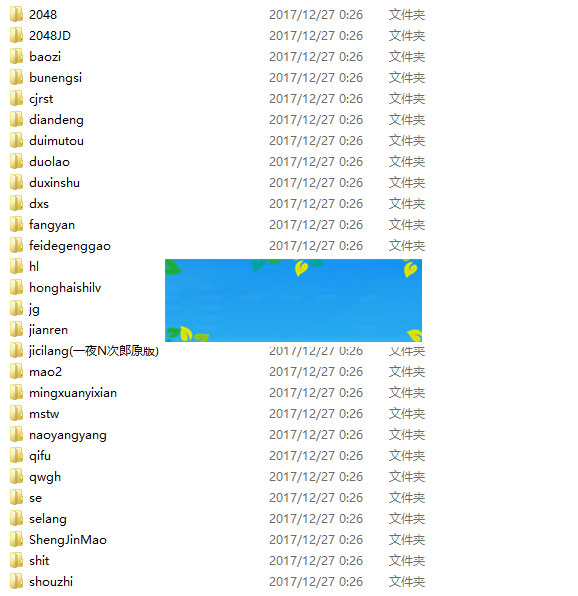 2048 2017/12/27 0:26 文件夹
2048JD 2017/12/27 0:26 文件夹
baozi 2017/12/27 0:26 文件夹
bunengsi 2017/12/27 0:26 文件夹
cjrst 2017/12/27 0:26 文件夹
diandeng 2017/12/27 0:26 文件夹
duimutou 2017/12/27 0:26 文件夹
duolao 2017/12/27 0:26 文件夹
duxinshu 2017/12/27 0:26 文件夹
dxs 2017/12/27 0:26 文件夹
fangyan 2017/12/27 0:26 文件夹
feidegenggao 2017/12/27 0:26 文件夹
hl
honghaishilv
jg
jianren
jicilang(一夜N次郎原版) 2017/12/27 0:26 文件夹
mao2 2017/12/27 0:26 文件夹
mingxuanyixian 2017/12/27 0:26 文件夹
mstw 2017/12/27 0:26 文件夹
naoyangyang 2017/12/27 0:26 文件夹
qifu 2017/12/27 0:26 文件夹
qwgh 2017/12/27 0:26 文件夹
se 2017/12/27 0:26 文件夹
selang 2017/12/27 0:26 文件夹
ShengJinMao 2017/12/27 0:26 文件夹
shit 2017/12/27 0:26 文件夹
shouzhi 2017/12/27 0:26 文件夹